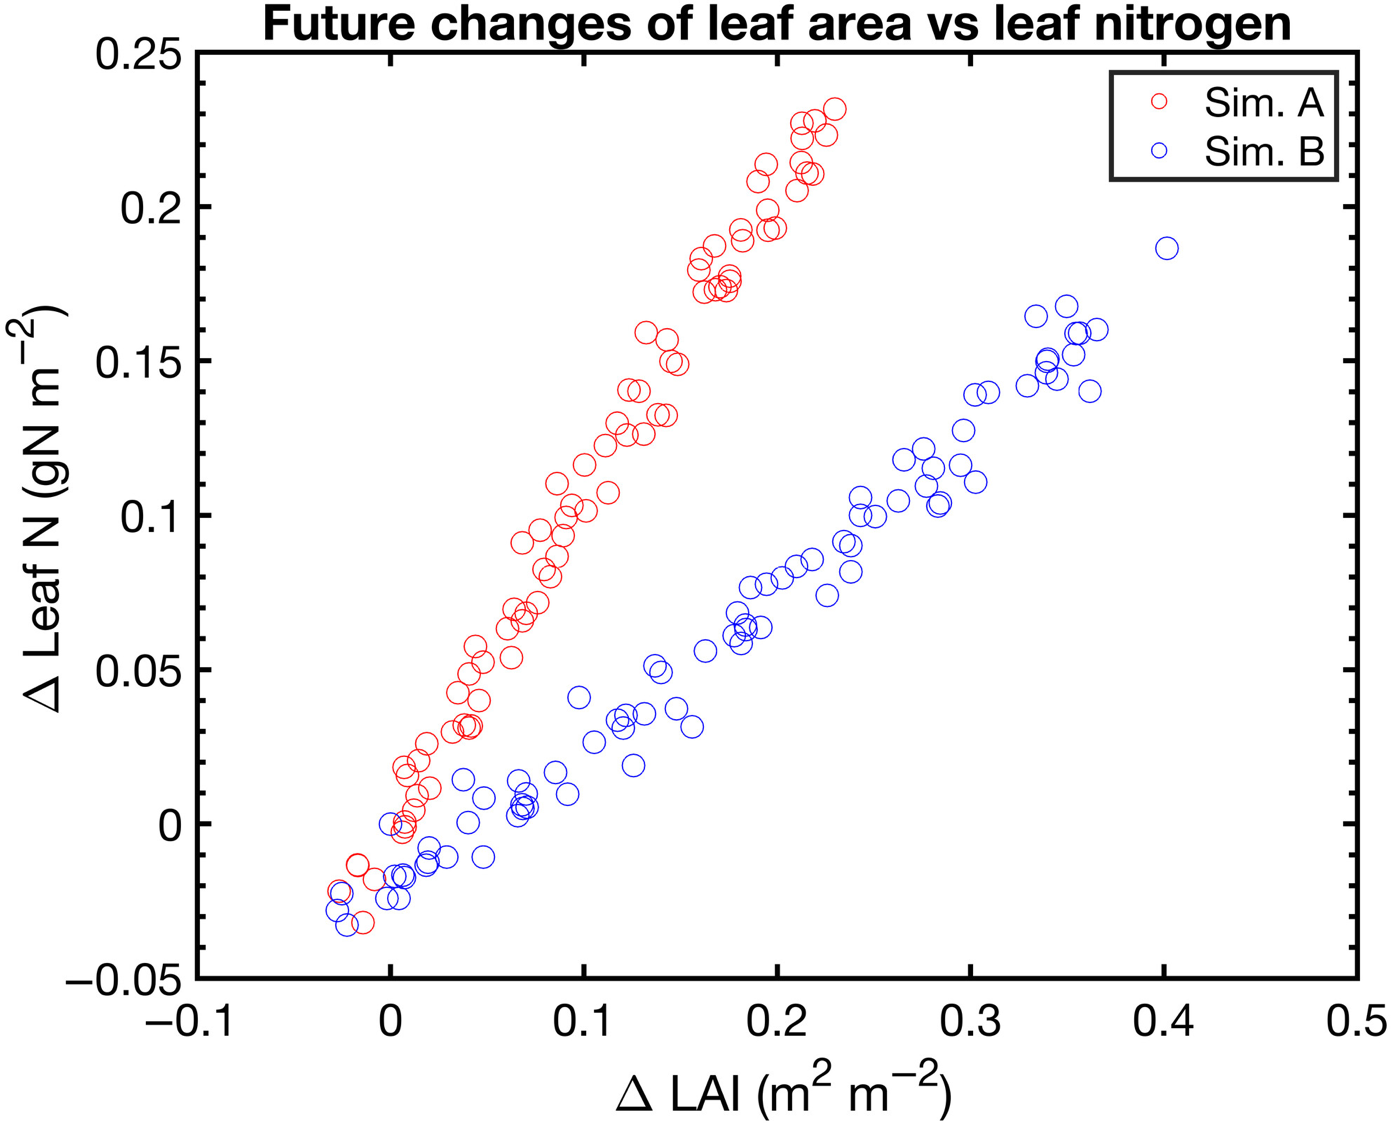 Future changes of leaf area vs leaf nitrogen
Sim. A
Sim. B
0.25
0.2
0.15
0.1
0.05
0
−0.05
Δ Leaf N (gN m⁻²)
−0.1 0 0.1 0.2 0.3 0.4 0.5
Δ LAI (m² m⁻²)